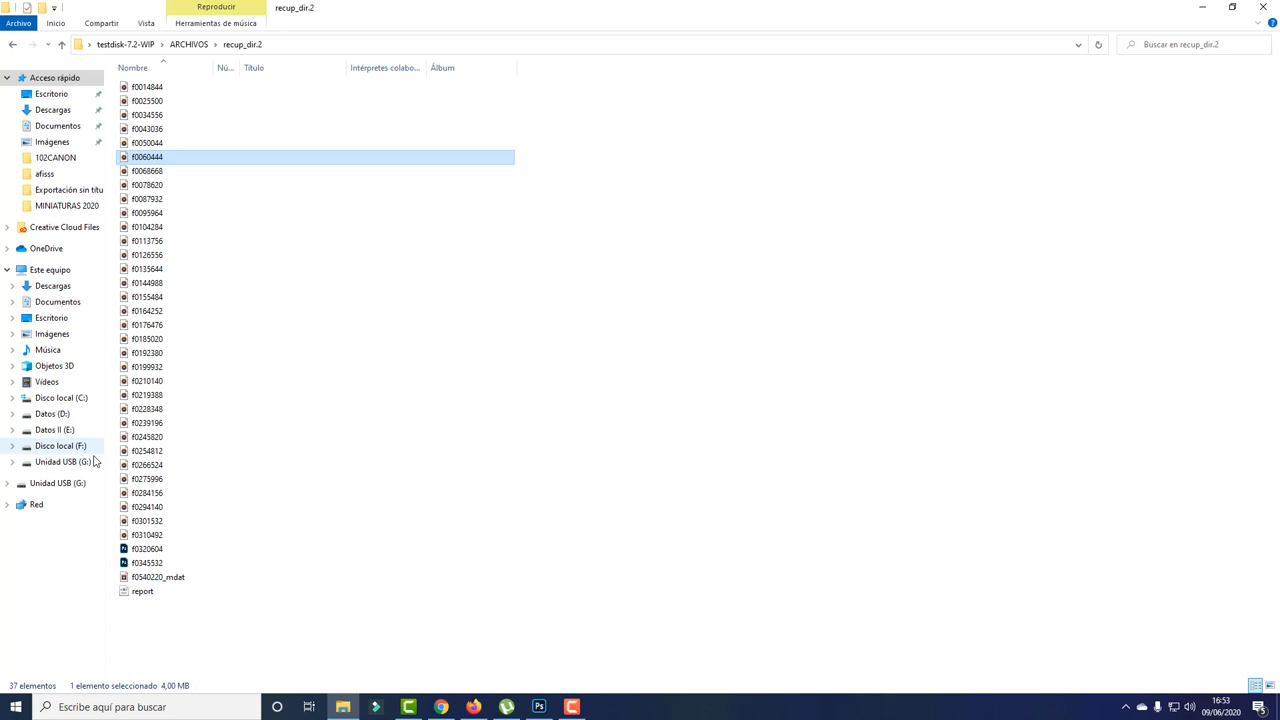 Reproducir
recup_dir.2
Archivo
Inicio
Compartir
Vista
Herramientas de música
testdisk-7.2-WIP
ARCHIVOS
recup_dir.2
Buscar en recup_dir.2
Nombre
Nú...
Título
Intérpretes colabo...
Álbum
Acceso rápido
Escritorio
Descargas
Documentos
Imágenes
102CANON
afisss
Exportación sin títu
MINIATURAS 2020
Creative Cloud Files
OneDrive
Este equipo
Descargas
Documentos
Escritorio
Imágenes
Música
Objetos 3D
Vídeos
Disco local (C:)
Datos (D:)
Datos II (E:)
Disco local (F:)
Unidad USB (G:)
Unidad USB (G:)
Red
f0014844
f0025500
f0034556
f0043036
f0050044
f0060444
f0068668
f0078620
f0087932
f0095964
f0104284
f0113756
f0126556
f0135644
f0144988
f0155484
f0164252
f0176476
f0185020
f0192380
f0199932
f0210140
f0219388
f0228348
f0239196
f0245820
f0254812
f0266524
f0275996
f0284156
f0294140
f0301532
f0310492
f0320604
f0345532
f0540220_mdat
report
37 elementos
1 elemento seleccionado 4,00 MB
Escribe aquí para buscar
Ps
16:53
09/06/2020
5